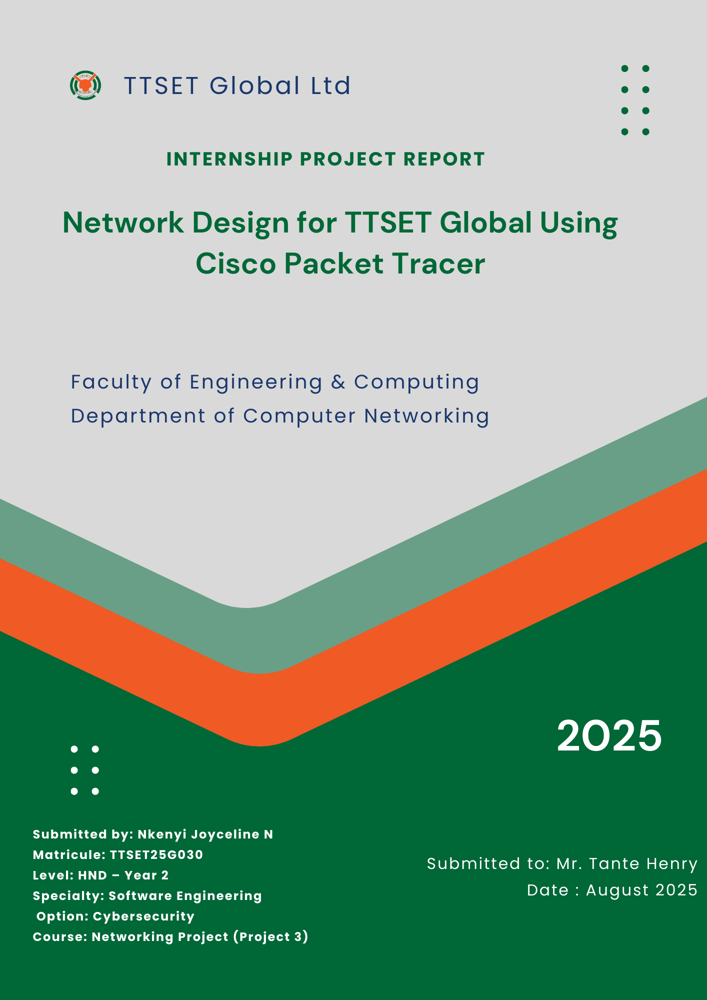 TTSET
GLOBAL
TTSET Global Ltd
INTERNSHIP PROJECT REPORT
Network Design for TTSET Global Using
Cisco Packet Tracer
Faculty of Engineering & Computing
Department of Computer Networking
2025
Submitted by: Nkenyi Joyceline N
Matricule: TTSET25G030
Level: HND – Year 2
Specialty: Software Engineering
Option: Cybersecurity
Course: Networking Project (Project 3)
Submitted to: Mr. Tante Henry
Date : August 2025